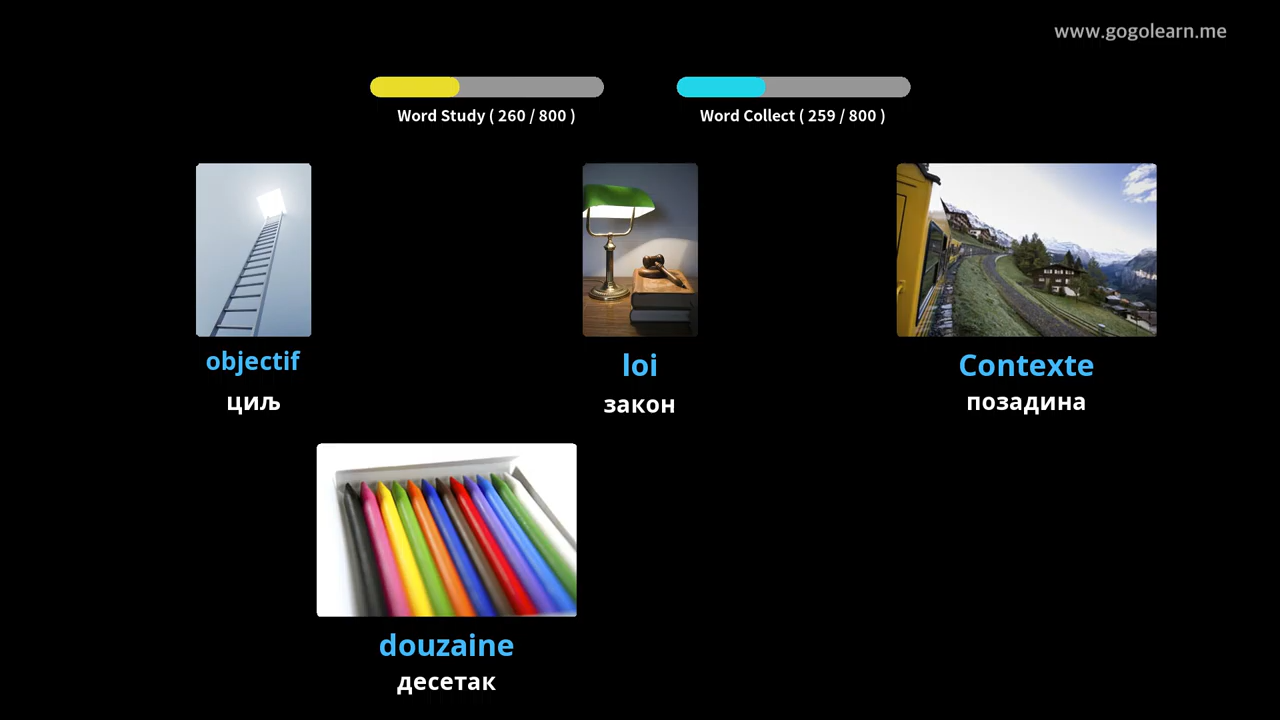 www.gogolearn.me
Word Study ( 260 / 800 )
Word Collect ( 259 / 800 )
objectif
циљ
loi
закон
Contexte
позадина
douzaine
десетак